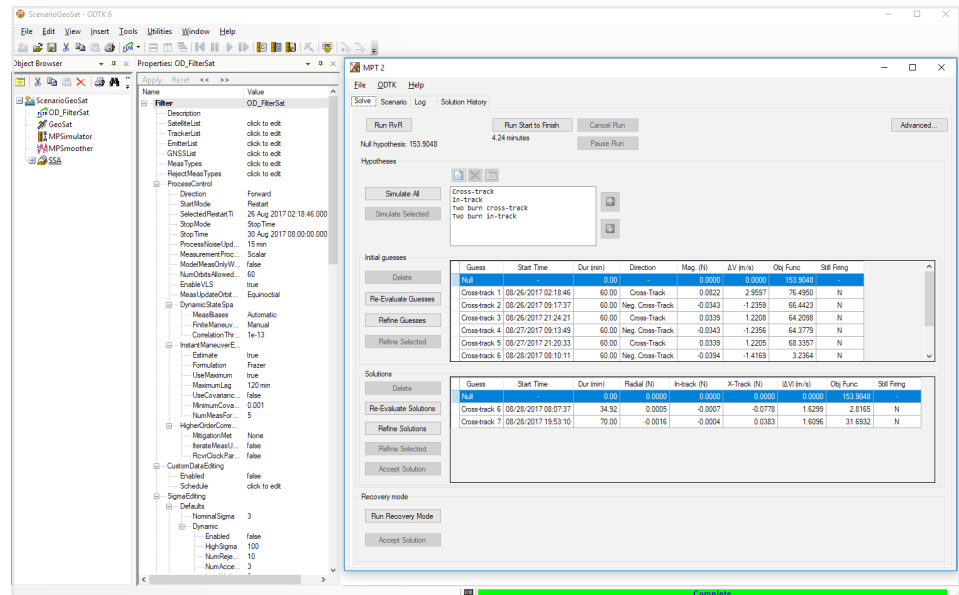 ScenarioGeoSat - ODTK 6
File Edit View Insert Tools Utilities Window Help
Object Browser
ScenarioGeoSat
OD_FilterSat
GeoSat
MPSimulator
MPSmoother
SSA
Properties: OD_FilterSat
Apply Reset << >>
Name Value
Filter OD_FilterSat
Description
SatelliteList click to edit
TrackerList click to edit
EmitterList click to edit
GNSSList click to edit
MeasTypes click to edit
RejectMeasTypes click to edit
ProcessControl
Direction Forward
StartMode Restart
SelectedRestartTi 26 Aug 2017 02:18:46.000
StopMode StopTime
StopTime 30 Aug 2017 08:00:00.000
ProcessNoiseUpd... 15 min
MeasurementProc... Scalar
ModelMeasOnlyW... false
NumOrbitsAllowed... 60
EnableVLS true
MeasUpdateOrbit... Equinoctial
DynamicStateSpa
MeasBiases Automatic
FiniteManeuv... Manual
CorrelationThr... 1e-13
InstantManeuverE...
Estimate true
Formulation Frazer
UseMaximum true
MaximumLag 120 min
UseCovarianc... false
MinimumCova... 0.001
NumMeasFor... 5
HigherOrderCorre...
MitigationMet None
IterateMeasU... false
RcvrClockPar... false
CustomDataEditing
Enabled false
Schedule click to edit
SigmaEditing
Defaults
NominalSigma 3
Dynamic
Enabled false
HighSigma 100
NumReje... 10
NumAcce... 3
MPT 2
File ODTK Help
Solve Scenario Log Solution History
Run RvR Run Start to Finish Cancel Run Advanced...
Null hypothesis: 153.9048 4.24 minutes Pause Run
Hypotheses
Simulate All
Simulate Selected
Cross-track
In-track
Two burn cross-track
Two burn in-track
Initial guesses
Delete
Re-Evaluate Guesses
Refine Guesses
Refine Selected
Guess Start Time Dur (min) Direction Mag. (N) ΔV (m/s) Obj Func Still Firing
Null - 0.00 - 0.0000 0.0000 153.9048 -
Cross-track 1 08/26/2017 02:18:46 60.00 Cross-Track 0.0822 2.9597 76.4950 N
Cross-track 2 08/26/2017 09:17:37 60.00 Neg. Cross-Track -0.0343 -1.2359 66.4423 N
Cross-track 3 08/26/2017 21:24:21 60.00 Cross-Track 0.0339 1.2208 64.2098 N
Cross-track 4 08/27/2017 09:13:49 60.00 Neg. Cross-Track -0.0343 -1.2356 64.3779 N
Cross-track 5 08/27/2017 21:20:33 60.00 Cross-Track 0.0339 1.2205 68.3357 N
Cross-track 6 08/28/2017 08:10:11 60.00 Neg. Cross-Track -0.0394 -1.4169 3.2364 N
Solutions
Delete
Re-Evaluate Solutions
Refine Solutions
Refine Selected
Accept Solution
Guess Start Time Dur (min) Radial (N) In-track (N) X-Track (N) |ΔV| (m/s) Obj Func Still Firing
Null - 0.00 0.0000 0.0000 0.0000 0.0000 153.9048 -
Cross-track 6 08/28/2017 08:07:37 34.92 0.0005 -0.0007 -0.0778 1.6299 2.8165 N
Cross-track 7 08/28/2017 19:53:10 70.00 -0.0016 -0.0004 0.0383 1.6096 31.6932 N
Recovery mode
Run Recovery Mode
Accept Solution
Complete